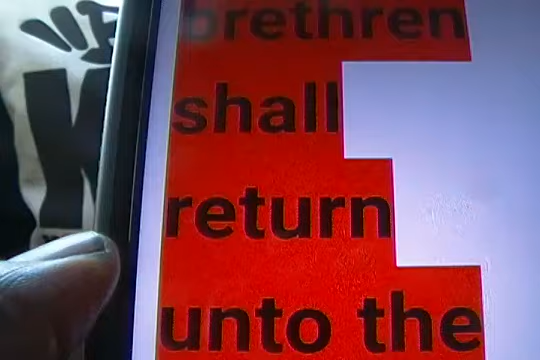 brethren
shall
return
unto the